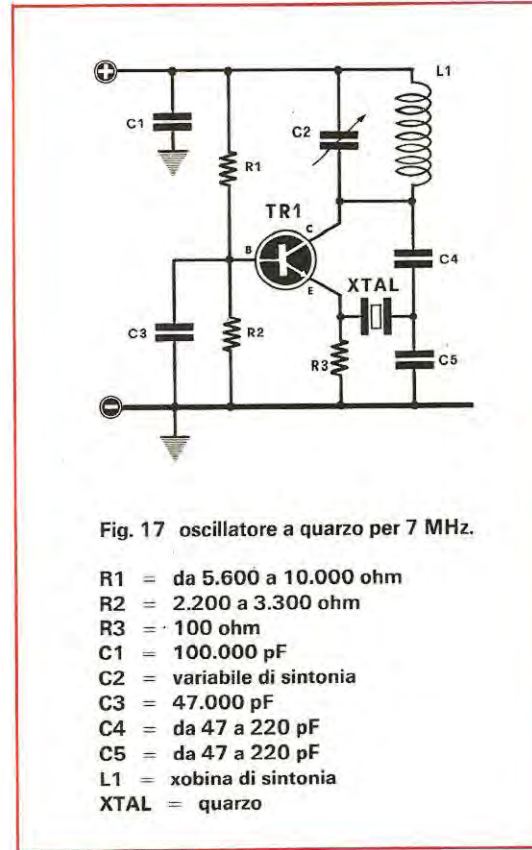 L1
C1
C2
R1
TR1
C
B
E
XTAL
C4
C3
R2
R3
C5
Fig. 17 oscillatore a quarzo per 7 MHz.
R1 = da 5.600 a 10.000 ohm
R2 = 2.200 a 3.300 ohm
R3 = 100 ohm
C1 = 100.000 pF
C2 = variabile di sintonia
C3 = 47.000 pF
C4 = da 47 a 220 pF
C5 = da 47 a 220 pF
L1 = xobina di sintonia
XTAL = quarzo